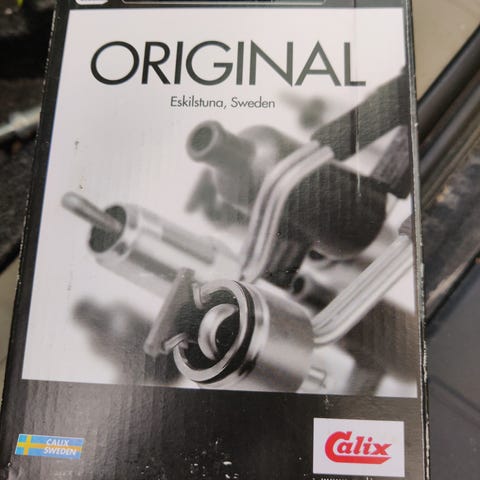 ORIGINAL
Eskilstuna, Sweden
CALIX
SWEDEN
Calix